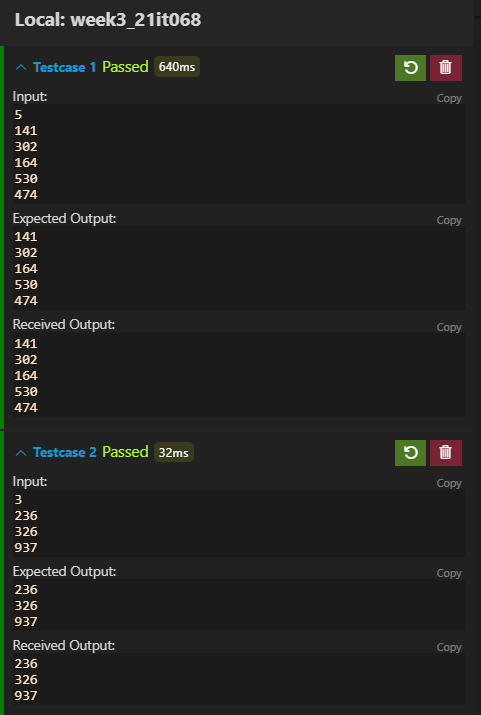 Local: week3_21it068
Testcase 1 Passed 640ms
Input:
Copy
5
141
302
164
530
474
Expected Output:
Copy
141
302
164
530
474
Received Output:
Copy
141
302
164
530
474
Testcase 2 Passed 32ms
Input:
Copy
3
236
326
937
Expected Output:
Copy
236
326
937
Received Output:
Copy
236
326
937